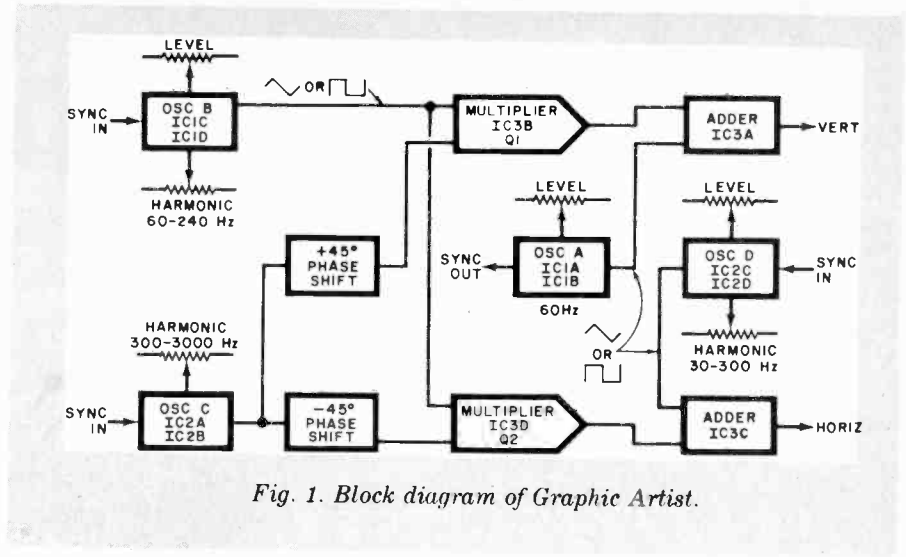 LEVEL
OR
SYNC
IN
OSC B
IC1C
IC1D
HARMONIC
60-240 Hz
MULTIPLIER
IC3B
Q1
ADDER
IC3A
VERT
LEVEL
LEVEL
+45°
PHASE
SHIFT
SYNC
OUT
OSC A
IC1A
IC1B
60Hz
OSC D
IC2C
IC2D
SYNC
IN
HARMONIC
300-3000 Hz
OR
HARMONIC
30-300 HZ
SYNC
IN
OSC C
IC2A
IC2B
-45°
PHASE
SHIFT
MULTIPLIER
IC3D
Q2
ADDER
IC3C
HORIZ
Fig. 1. Block diagram of Graphic Artist.